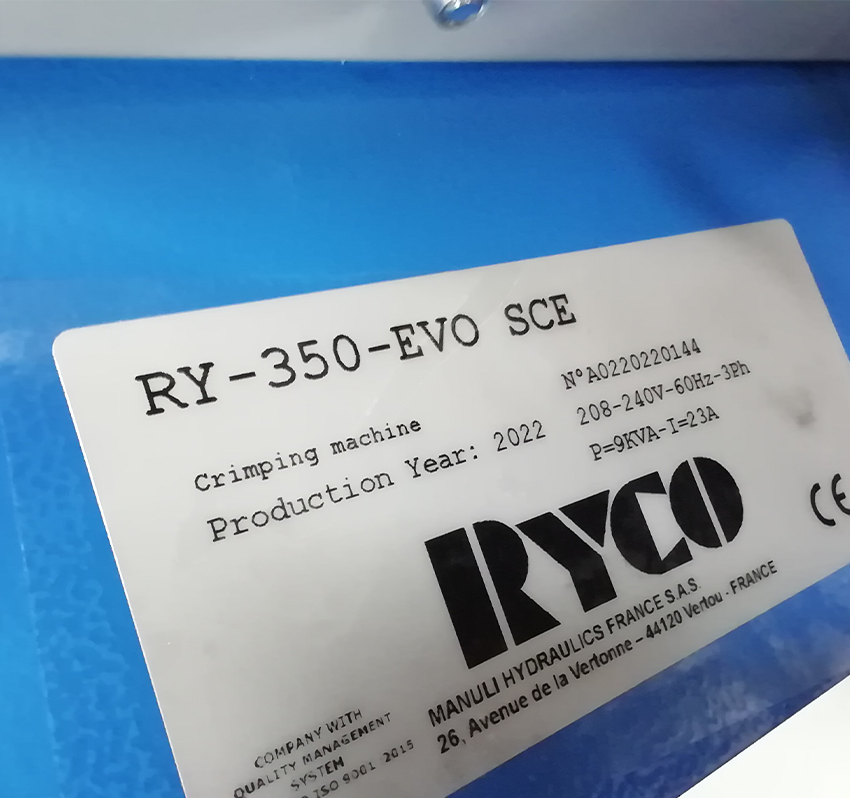 RY-350-EVO SCE
Crimping machine
Production Year: 2022
N°A0220220144
208-240V-60Hz-3Ph
P=9KVA-I=23A
RYCO
CE
MANULI HYDRAULICS FRANCE S.A.S.
26, Avenue de la Vertonne – 44120 Vertou - FRANCE
COMPANY WITH
QUALITY MANAGEMENT
SYSTEM
ISO 9001 2015